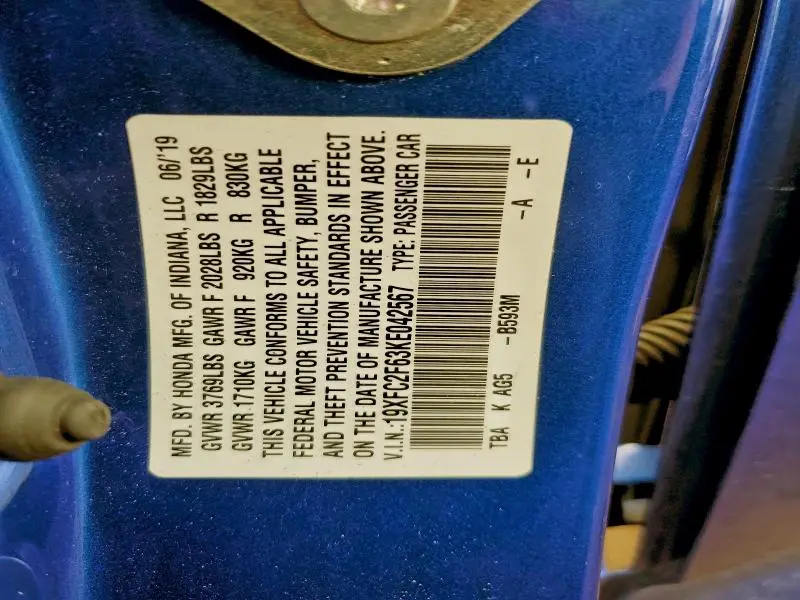 MFD. BY HONDA MFG. OF INDIANA, LLC 06/'19
GVWR 3769LBS GAWR F 2028LBS R 1829LBS
GVWR 1710KG GAWR F 920KG R 830KG
THIS VEHICLE CONFORMS TO ALL APPLICABLE
FEDERAL MOTOR VEHICLE SAFETY, BUMPER,
AND THEFT PREVENTION STANDARDS IN EFFECT
ON THE DATE OF MANUFACTURE SHOWN ABOVE.
V.I.N.:19XFC2F63KE042567 TYPE: PASSENGER CAR
TBA K AG5 -B593M -A -E